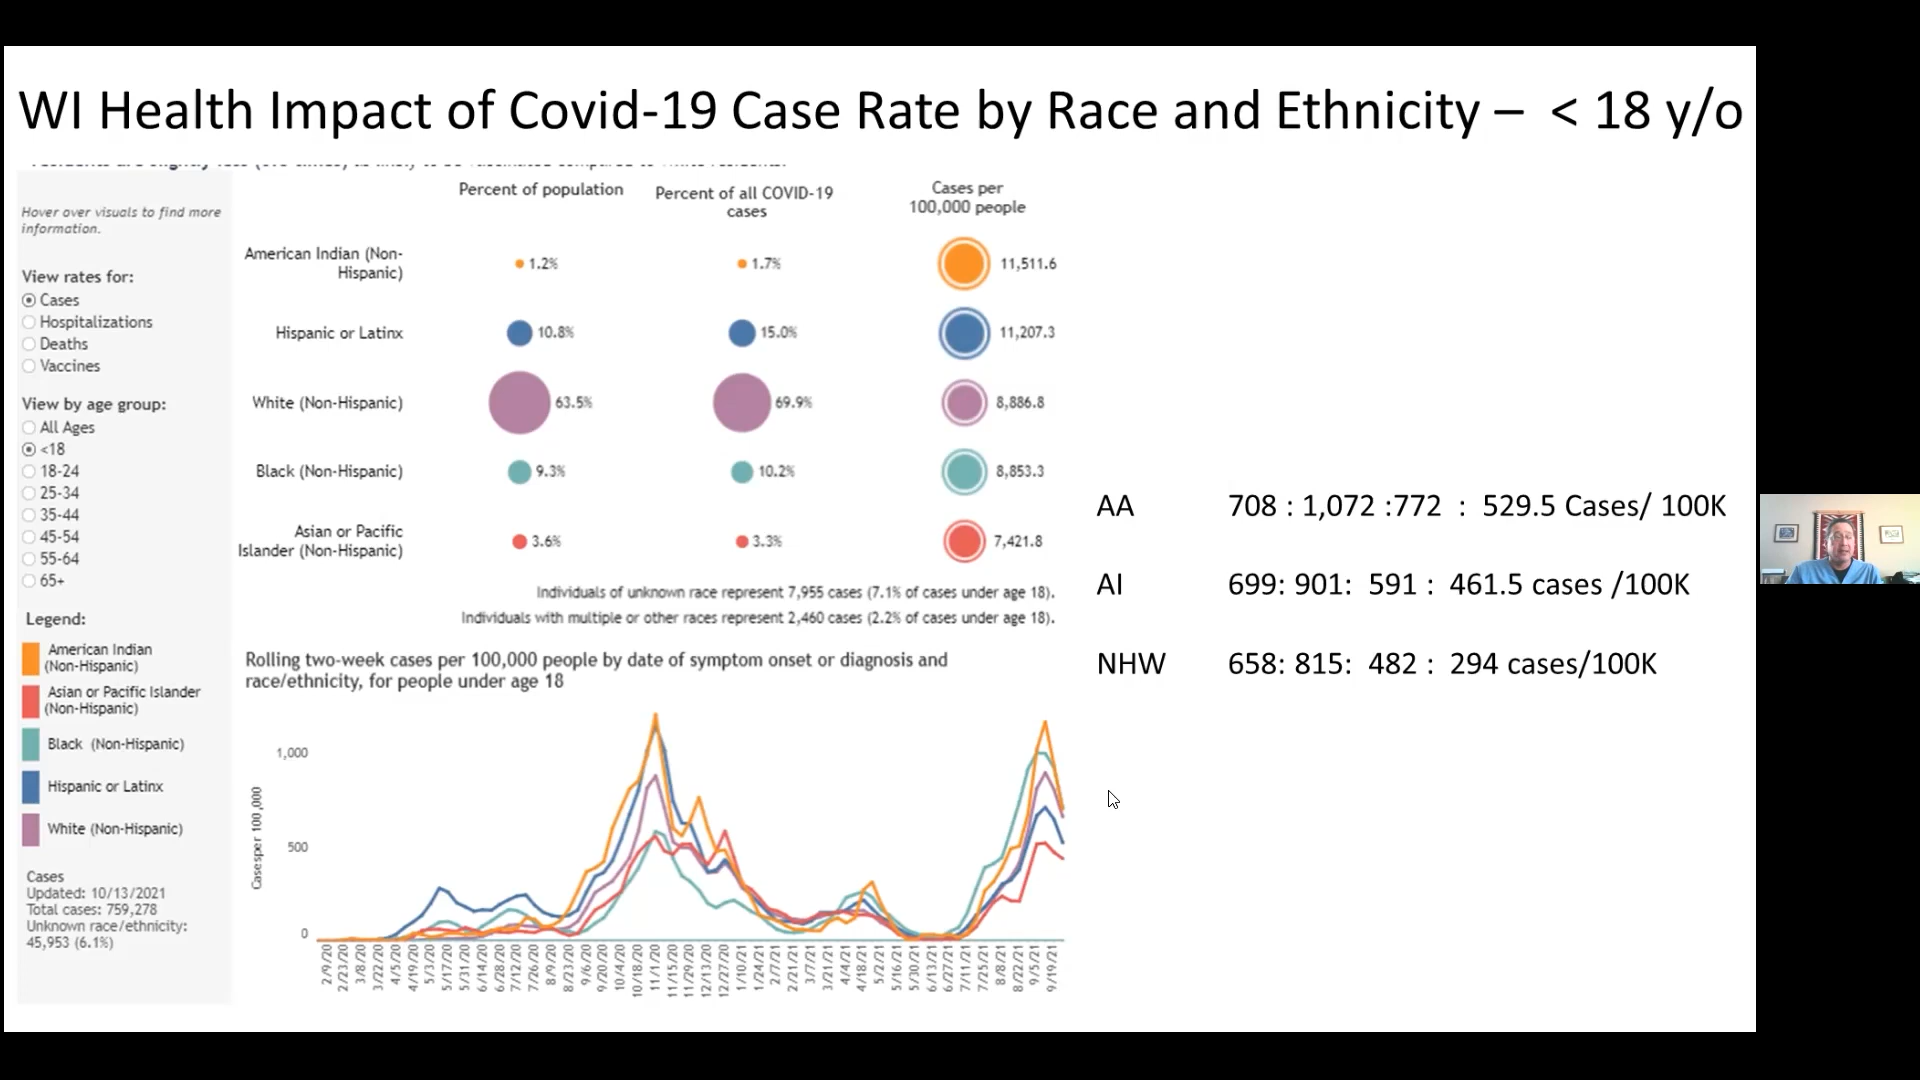 WI Health Impact of Covid-19 Case Rate by Race and Ethnicity – < 18 y/o
Hover over visuals to find more
information.
View rates for:
Cases
Hospitalizations
Deaths
Vaccines
View by age group:
All Ages
<18
18-24
25-34
35-44
45-54
55-64
65+
Legend:
American Indian
(Non-Hispanic)
Asian or Pacific Islander
(Non-Hispanic)
Black (Non-Hispanic)
Hispanic or Latinx
White (Non-Hispanic)
Cases
Updated: 10/13/2021
Total cases: 759,278
Unknown race/ethnicity:
45,953 (6.1%)
Percent of population
Percent of all COVID-19
cases
Cases per
100,000 people
American Indian (Non-
Hispanic)
1.2%
1.7%
11,511.6
Hispanic or Latinx
10.8%
15.0%
11,207.3
White (Non-Hispanic)
63.5%
69.9%
8,886.8
Black (Non-Hispanic)
9.3%
10.2%
8,853.3
Asian or Pacific
Islander (Non-Hispanic)
3.6%
3.3%
7,421.8
Individuals of unknown race represent 7,955 cases (7.1% of cases under age 18).
Individuals with multiple or other races represent 2,460 cases (2.2% of cases under age 18).
Rolling two-week cases per 100,000 people by date of symptom onset or diagnosis and
race/ethnicity, for people under age 18
Cases per 100,000
1,000
500
0
2/9/20
2/23/20
3/8/20
3/22/20
4/5/20
4/19/20
5/3/20
5/17/20
5/31/20
6/14/20
6/28/20
7/12/20
7/26/20
8/9/20
8/23/20
9/6/20
9/20/20
10/4/20
10/18/20
11/1/20
11/15/20
11/29/20
12/13/20
12/27/20
1/10/21
1/24/21
2/7/21
2/21/21
3/7/21
3/21/21
4/4/21
4/18/21
5/2/21
5/16/21
5/30/21
6/13/21
6/27/21
7/11/21
7/25/21
8/8/21
8/22/21
9/5/21
9/19/21
AA 708 : 1,072 :772 : 529.5 Cases/ 100K
AI 699: 901: 591 : 461.5 cases /100K
NHW 658: 815: 482 : 294 cases/100K